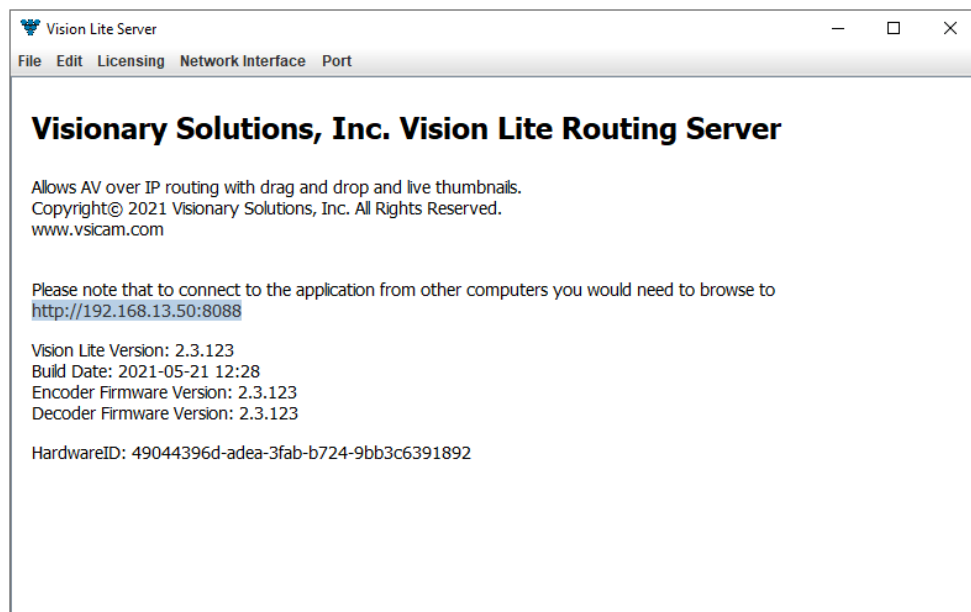 Vision Lite Server
File Edit Licensing Network Interface Port
Visionary Solutions, Inc. Vision Lite Routing Server
Allows AV over IP routing with drag and drop and live thumbnails.
Copyright© 2021 Visionary Solutions, Inc. All Rights Reserved.
www.vsicam.com
Please note that to connect to the application from other computers you would need to browse to
http://192.168.13.50:8088
Vision Lite Version: 2.3.123
Build Date: 2021-05-21 12:28
Encoder Firmware Version: 2.3.123
Decoder Firmware Version: 2.3.123
HardwareID: 49044396d-adea-3fab-b724-9bb3c6391892